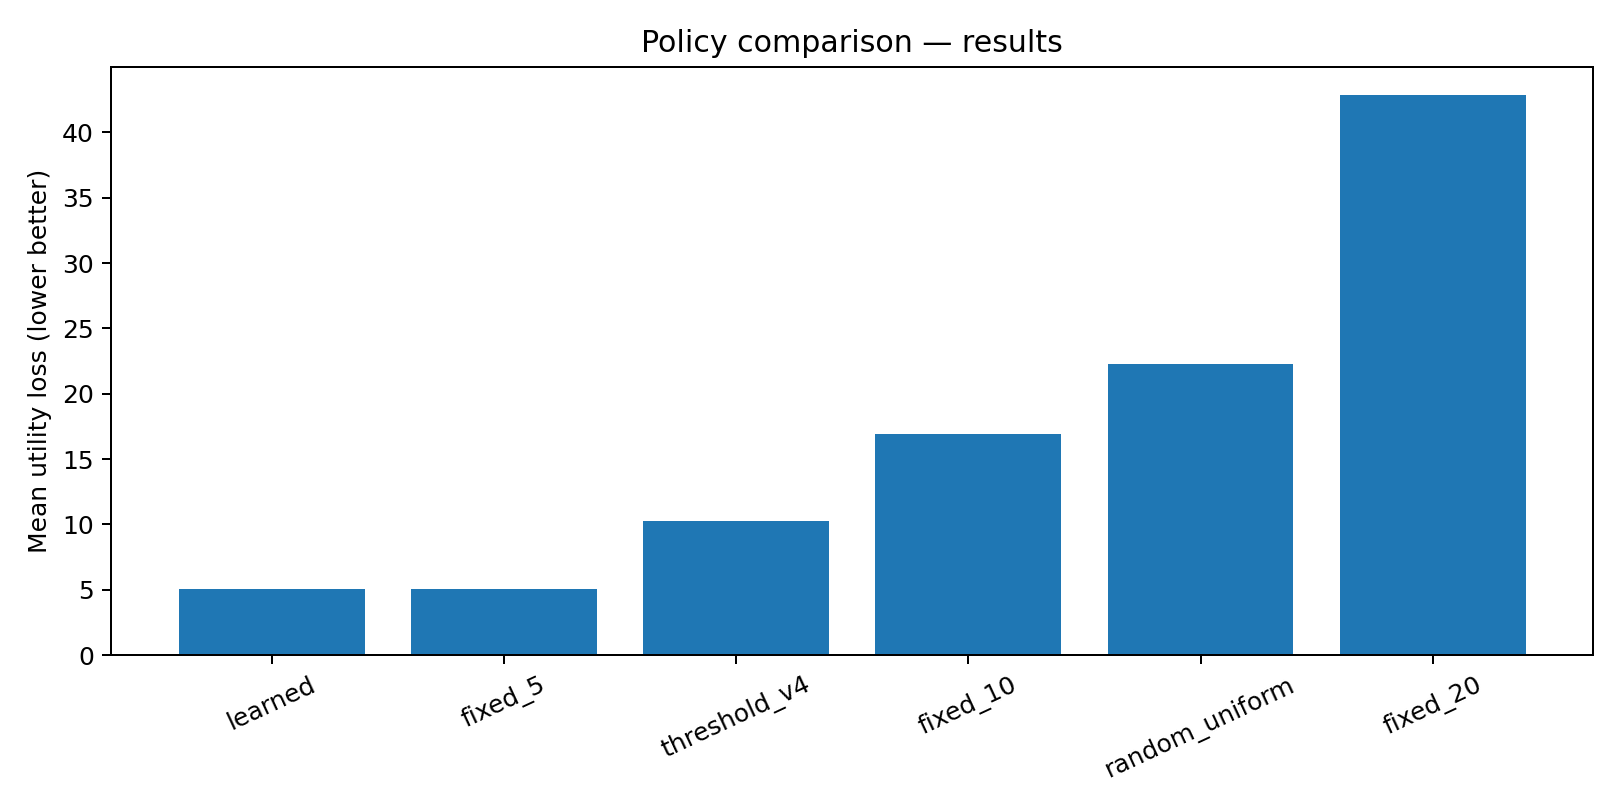 Policy comparison — results
Mean utility loss (lower better)
40
35
30
25
20
15
10
5
0
learned
fixed_5
threshold_v4
fixed_10
random_uniform
fixed_20